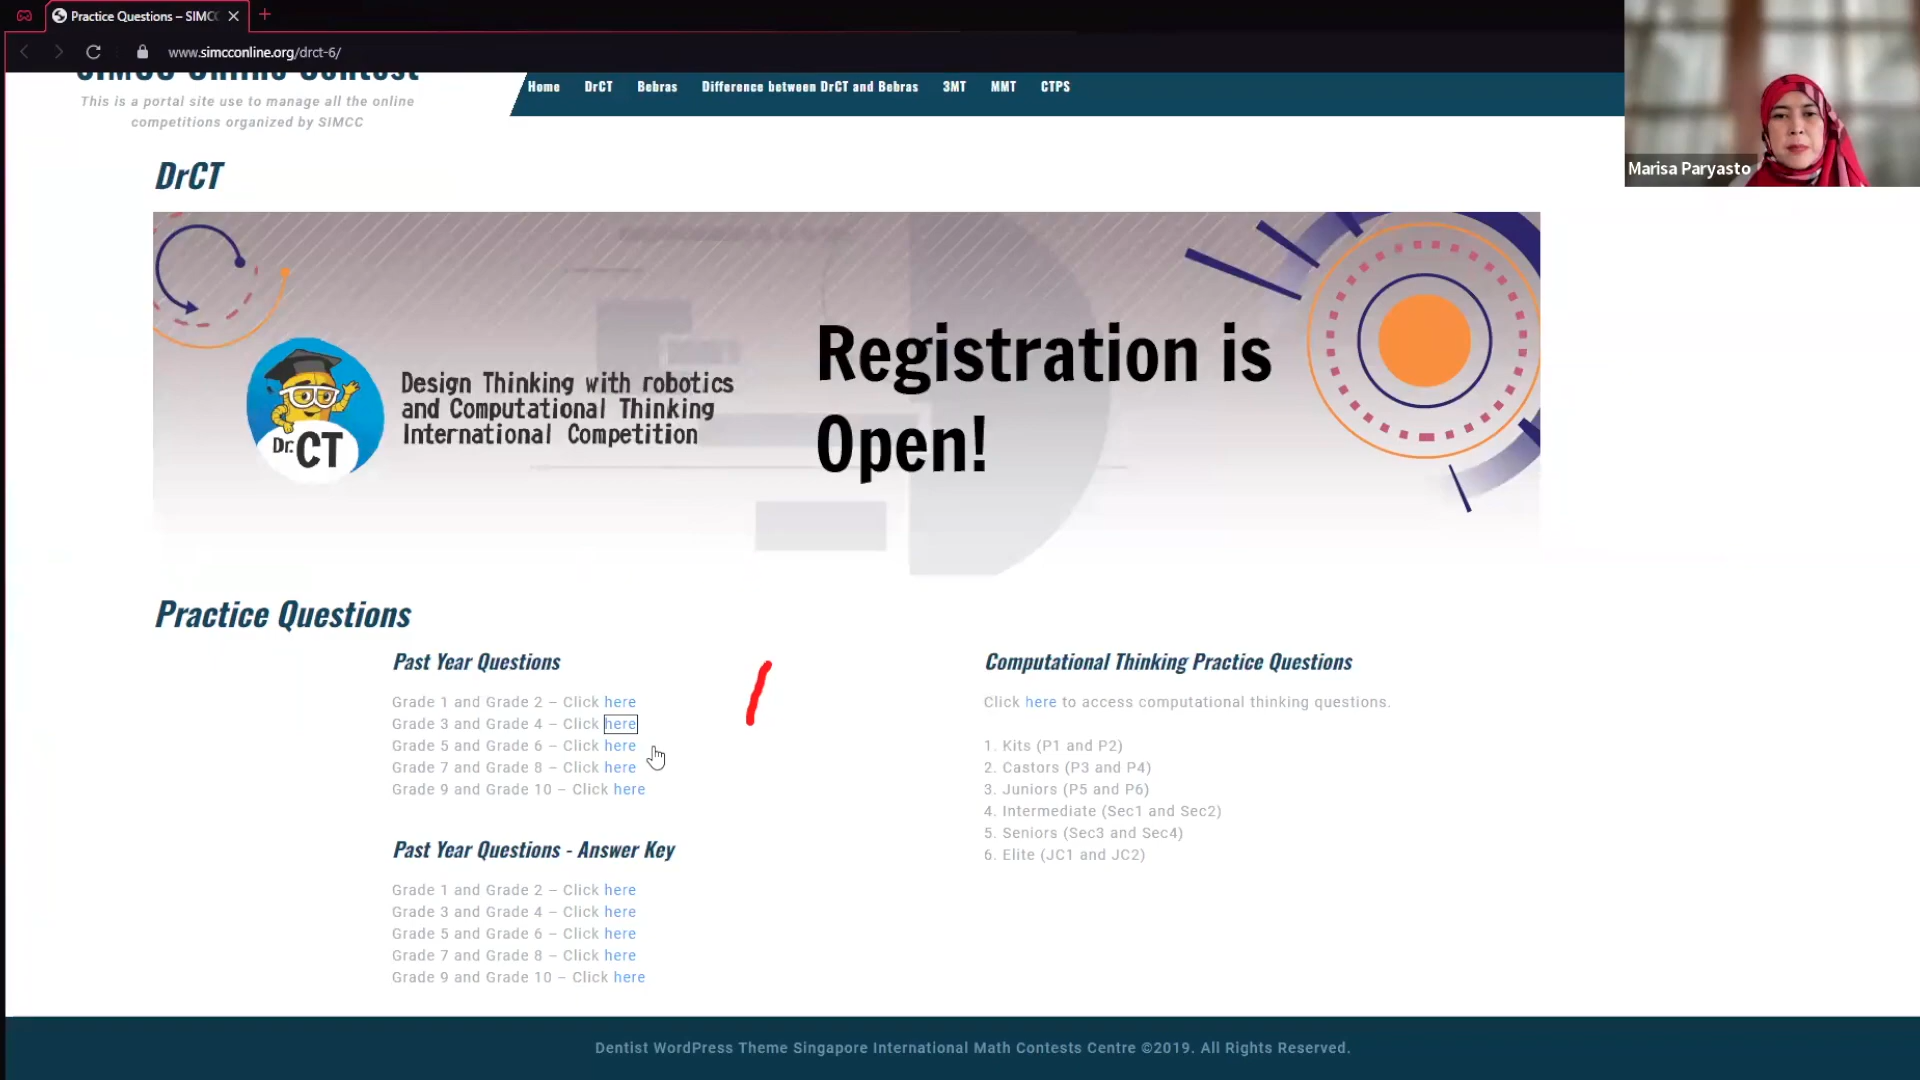 Practice Questions – SIMCC
www.simcconline.org/drct-6/
SIMCC Online Contest
This is a portal site use to manage all the online
competitions organized by SIMCC
Home DrCT Bebras Difference between DrCT and Bebras 3MT MMT CTPS
Marisa Paryasto
DrCT
Dr. CT
Design Thinking with robotics
and Computational Thinking
International Competition
Registration is
Open!
Practice Questions
Past Year Questions
Grade 1 and Grade 2 – Click here
Grade 3 and Grade 4 – Click here
Grade 5 and Grade 6 – Click here
Grade 7 and Grade 8 – Click here
Grade 9 and Grade 10 – Click here
Past Year Questions - Answer Key
Grade 1 and Grade 2 – Click here
Grade 3 and Grade 4 – Click here
Grade 5 and Grade 6 – Click here
Grade 7 and Grade 8 – Click here
Grade 9 and Grade 10 – Click here
Computational Thinking Practice Questions
Click here to access computational thinking questions.
1. Kits (P1 and P2)
2. Castors (P3 and P4)
3. Juniors (P5 and P6)
4. Intermediate (Sec1 and Sec2)
5. Seniors (Sec3 and Sec4)
6. Elite (JC1 and JC2)
Dentist WordPress Theme Singapore International Math Contests Centre ©2019. All Rights Reserved.